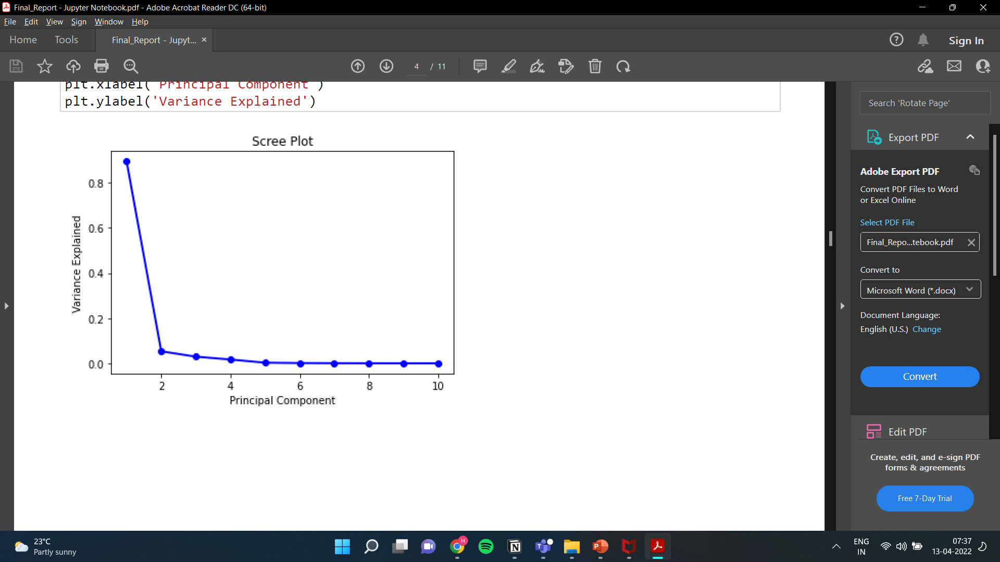 Final_Report - Jupyter Notebook.pdf - Adobe Acrobat Reader DC (64-bit)
File Edit View Sign Window Help
Home Tools Final_Report - Jupyt... ×
Sign In
4 / 11
plt.xlabel('Principal Component')
plt.ylabel('Variance Explained')
Scree Plot
Variance Explained
0.8
0.6
0.4
0.2
0.0
2 4 6 8 10
Principal Component
Search 'Rotate Page'
Export PDF
Adobe Export PDF
Convert PDF Files to Word
or Excel Online
Select PDF File
Final_Repo...tebook.pdf
Convert to
Microsoft Word (*.docx)
Document Language:
English (U.S.) Change
Convert
Edit PDF
Create, edit, and e-sign PDF
forms & agreements
Free 7-Day Trial
23°C
Partly sunny
H
ENG
IN
07:37
13-04-2022